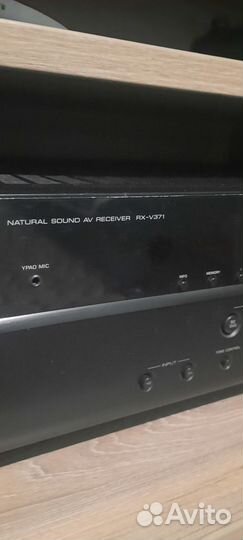 NATURAL SOUND AV RECEIVER RX-V371
YPAO MIC
INFO MEMORY
INPUT
TONE CONTROL
Avito